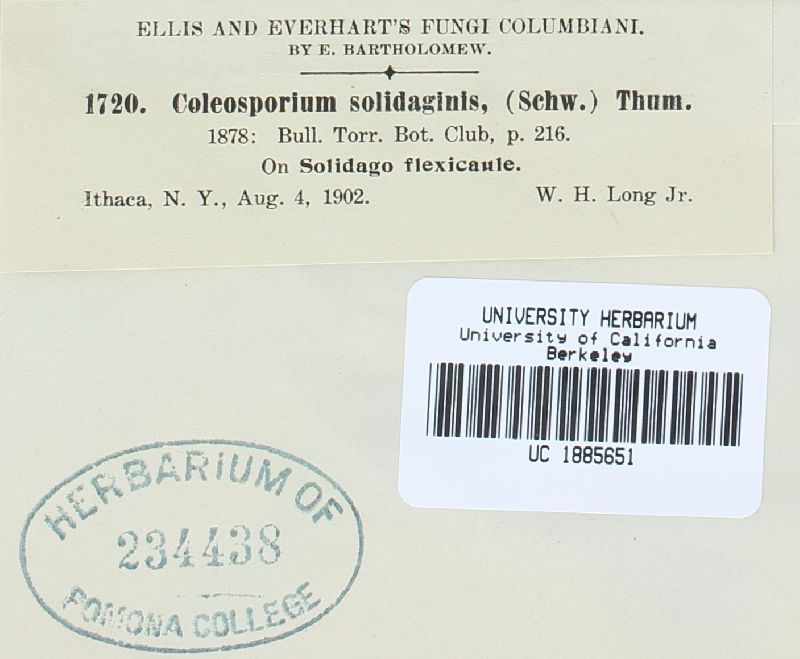 ELLIS AND EVERHART'S FUNGI COLUMBIANI.
BY E. BARTHOLOMEW.
1720. Coleosporium solidaginis, (Schw.) Thum.
1878: Bull. Torr. Bot. Club, p. 216.
On Solidago flexicaule.
Ithaca, N. Y., Aug. 4, 1902. W. H. Long Jr.
UNIVERSITY HERBARIUM
University of California
Berkeley
UC 1885651
HERBARIUM OF
234438
POMONA COLLEGE